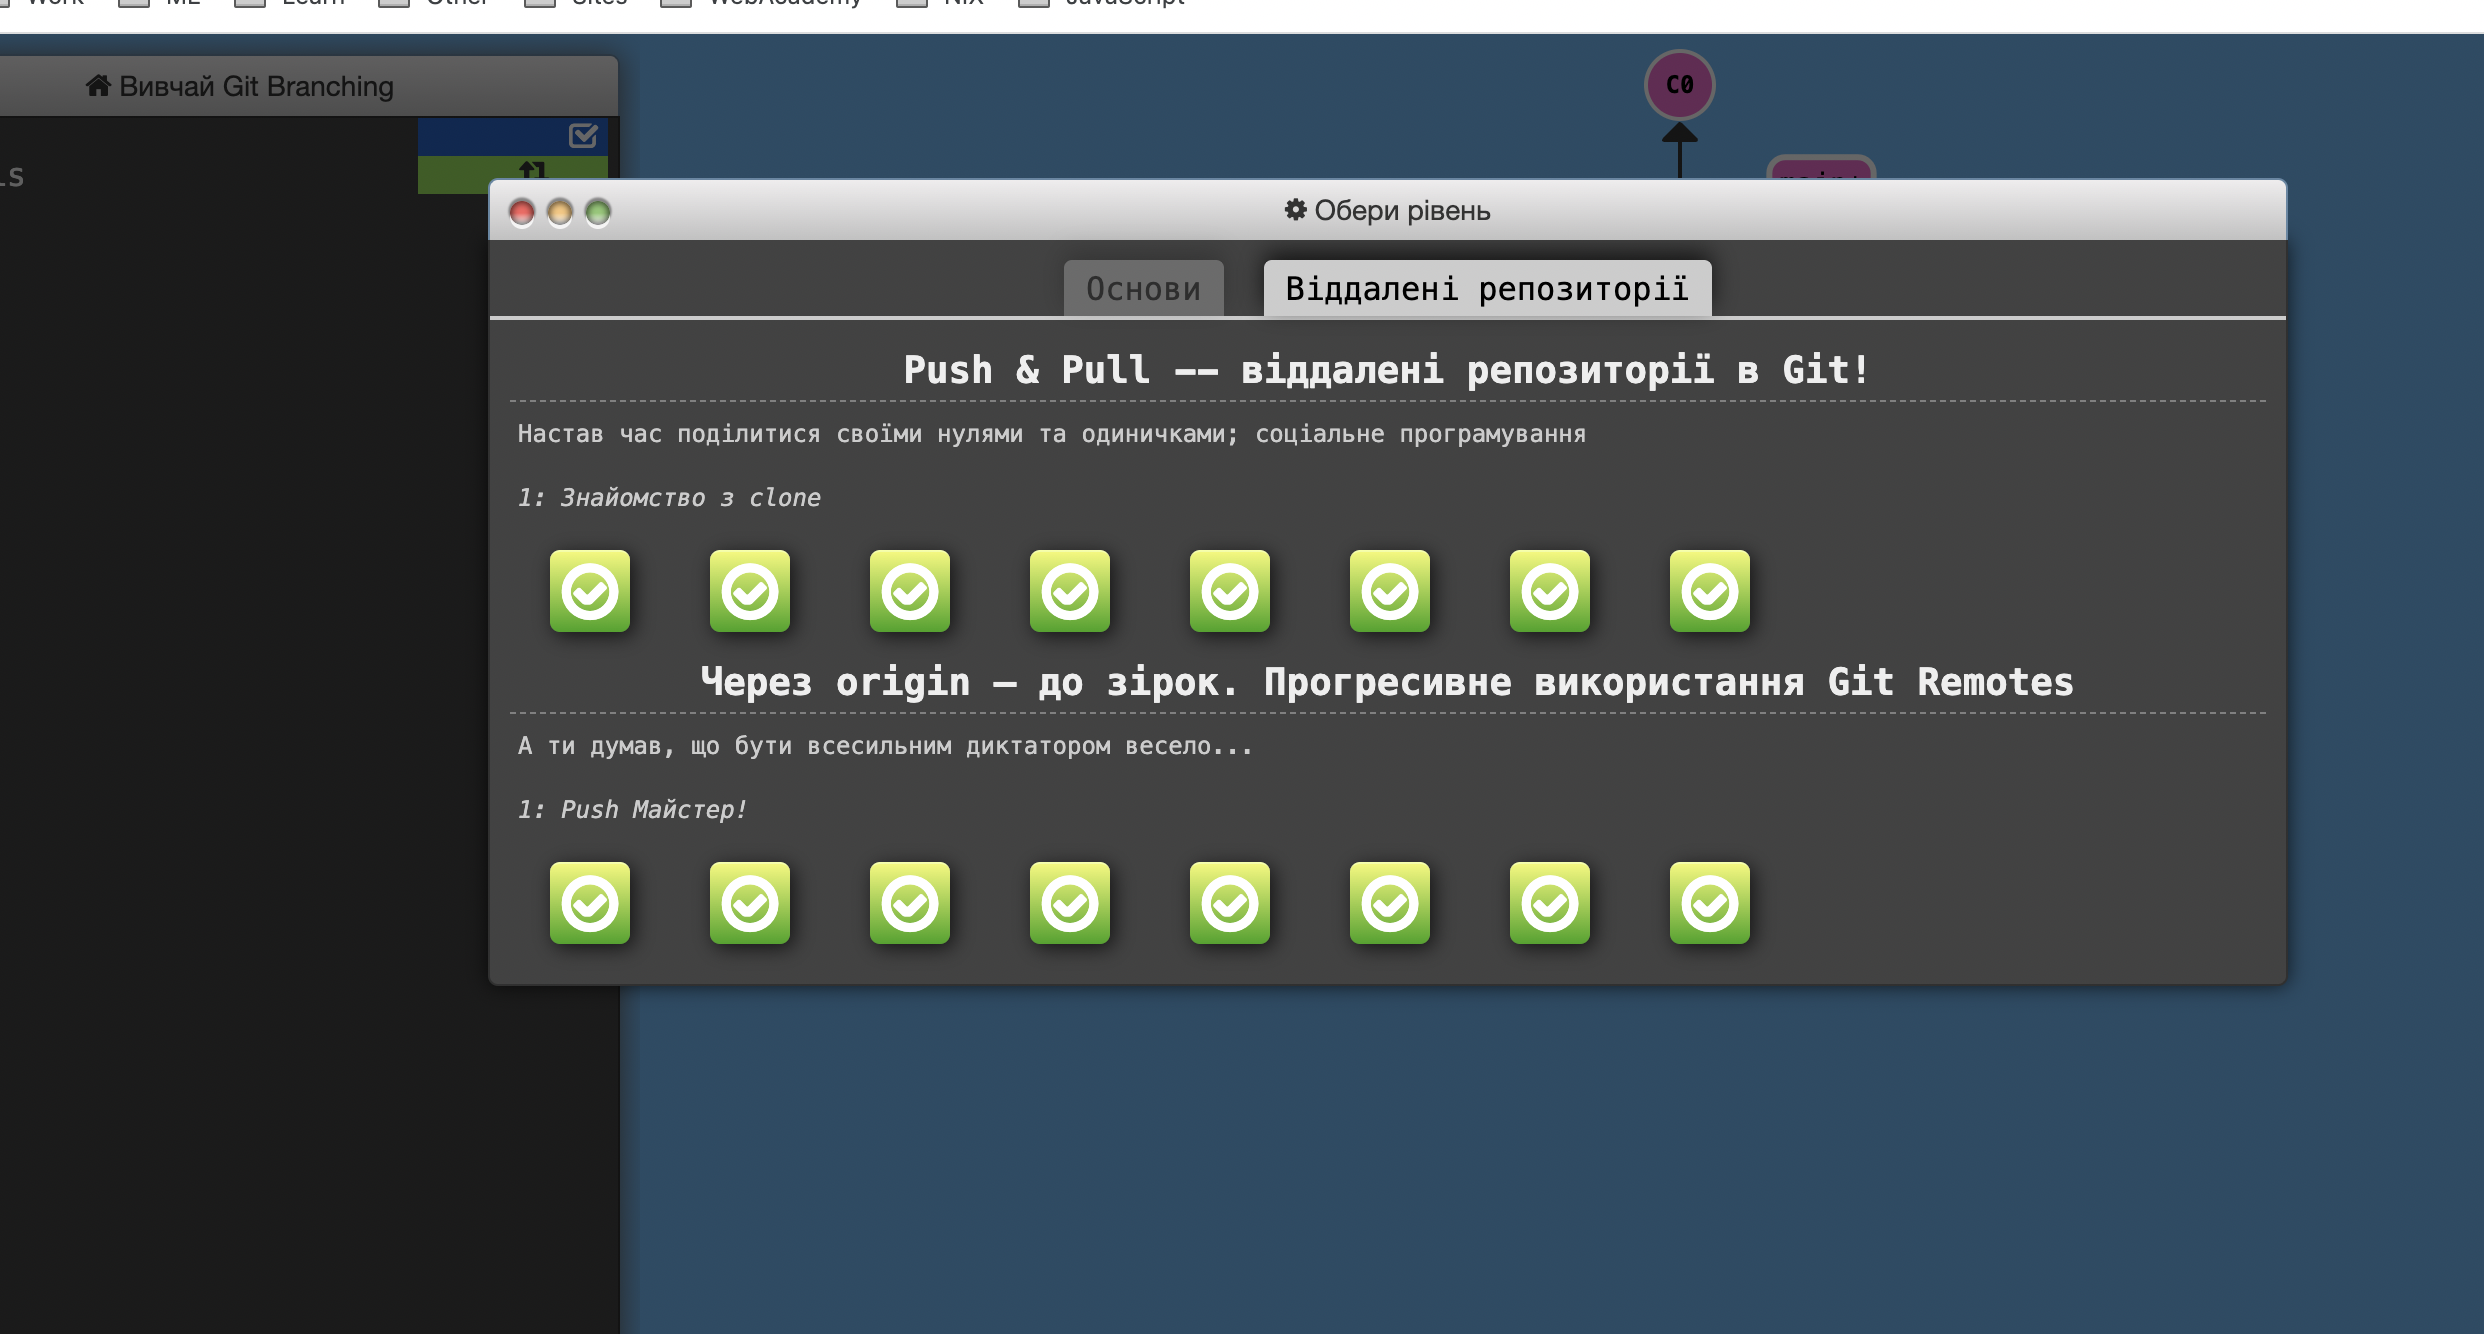 Work ML Learn Other Sites WebAcademy NIX JavaScript
Вивчай Git Branching
C0
Обери рівень
Основи Віддалені репозиторії
Push & Pull –– віддалені репозиторії в Git!
Настав час поділитися своїми нулями та одиничками; соціальне програмування
1: Знайомство з clone
Через origin – до зірок. Прогресивне використання Git Remotes
А ти думав, що бути всесильним диктатором весело...
1: Push Майстер!